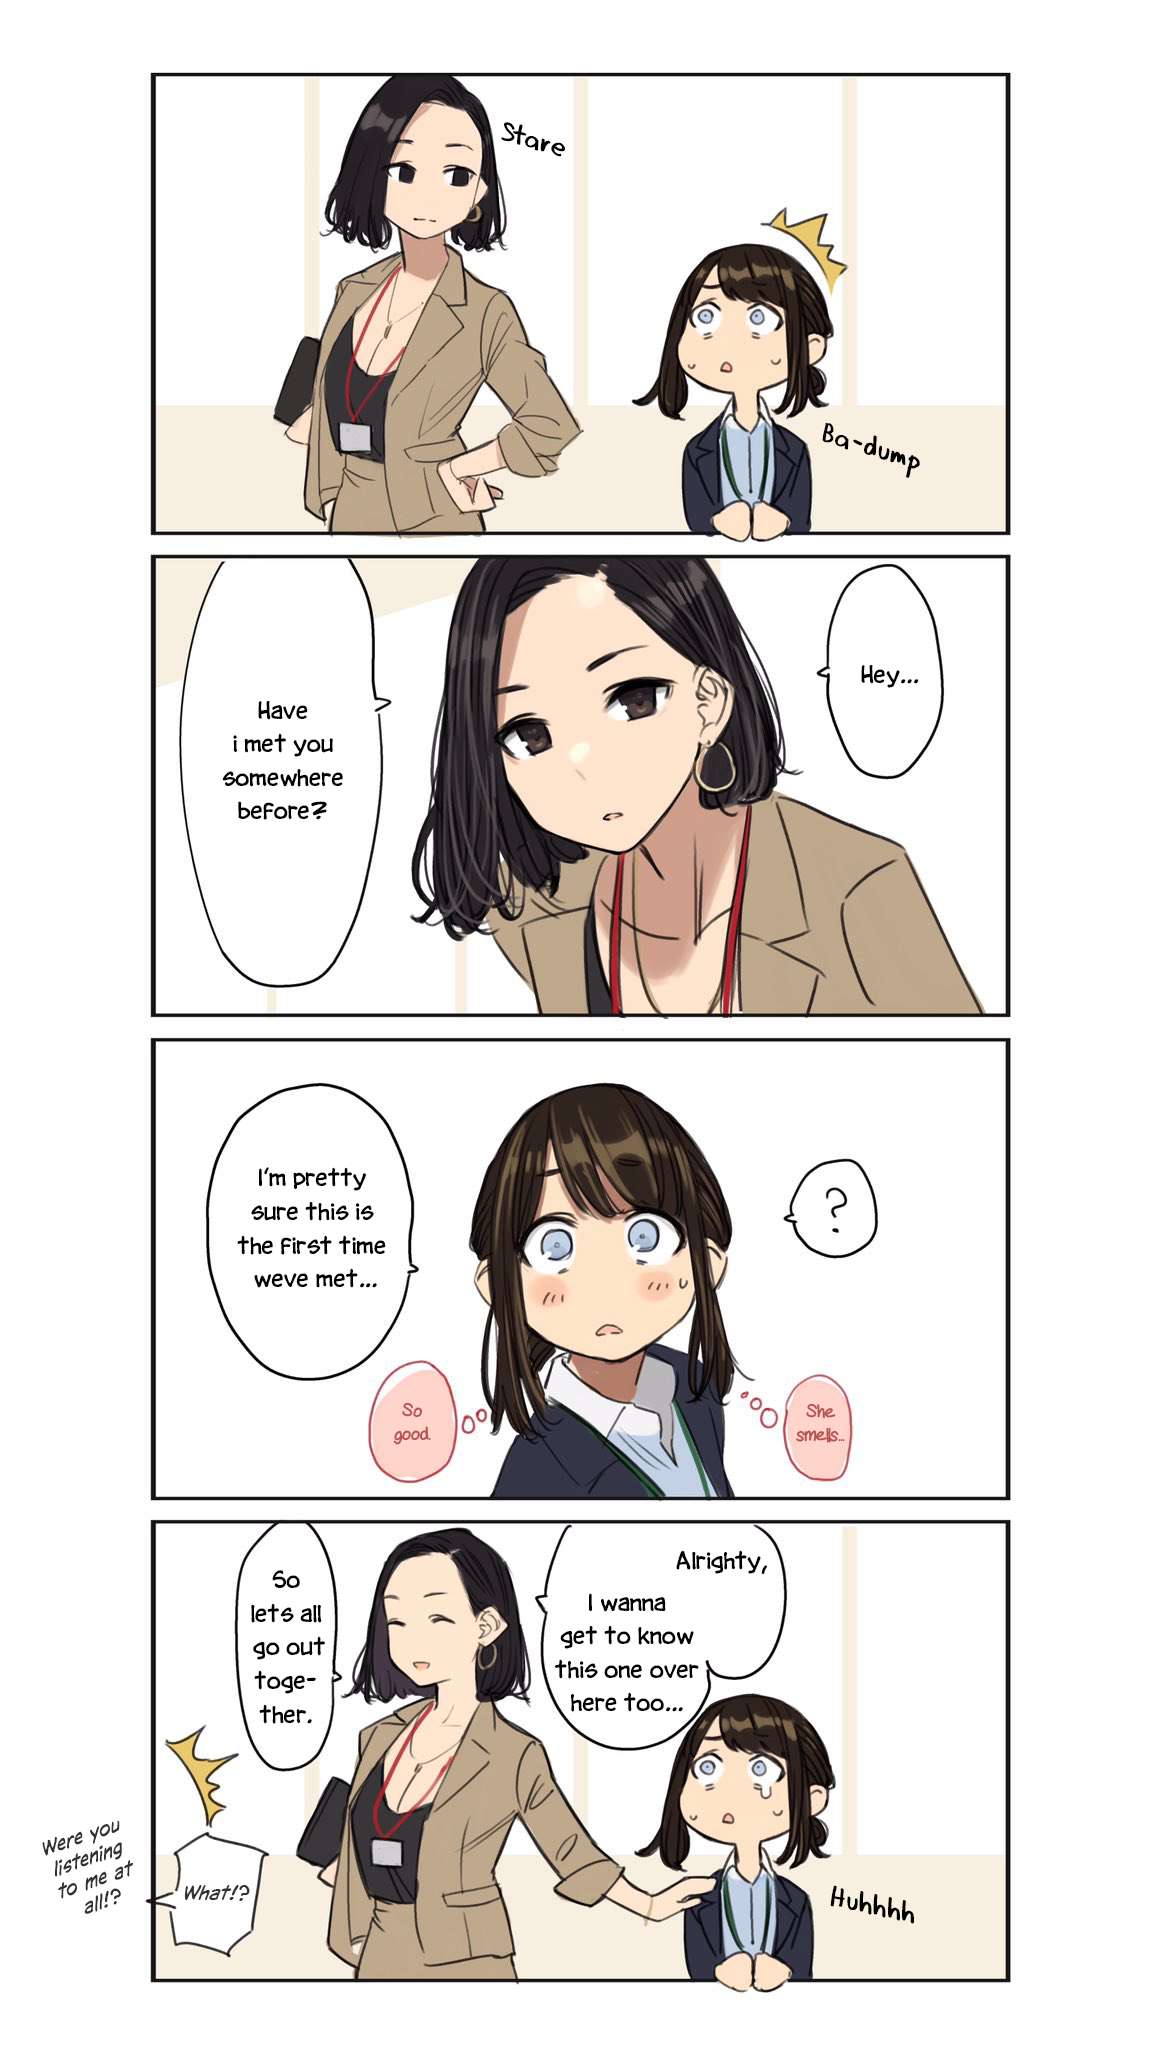 Stare
Ba-dump
Hey...
Have
i met you
somewhere
before?
?
I'm pretty
sure this is
the first time
weve met...
She
smells...
So
good.
Alrighty,
I wanna
get to know
this one over
here too...
So
lets all
go out
toge-
ther.
Huhhhh
What!?
Were you
listening
to me at
all!?